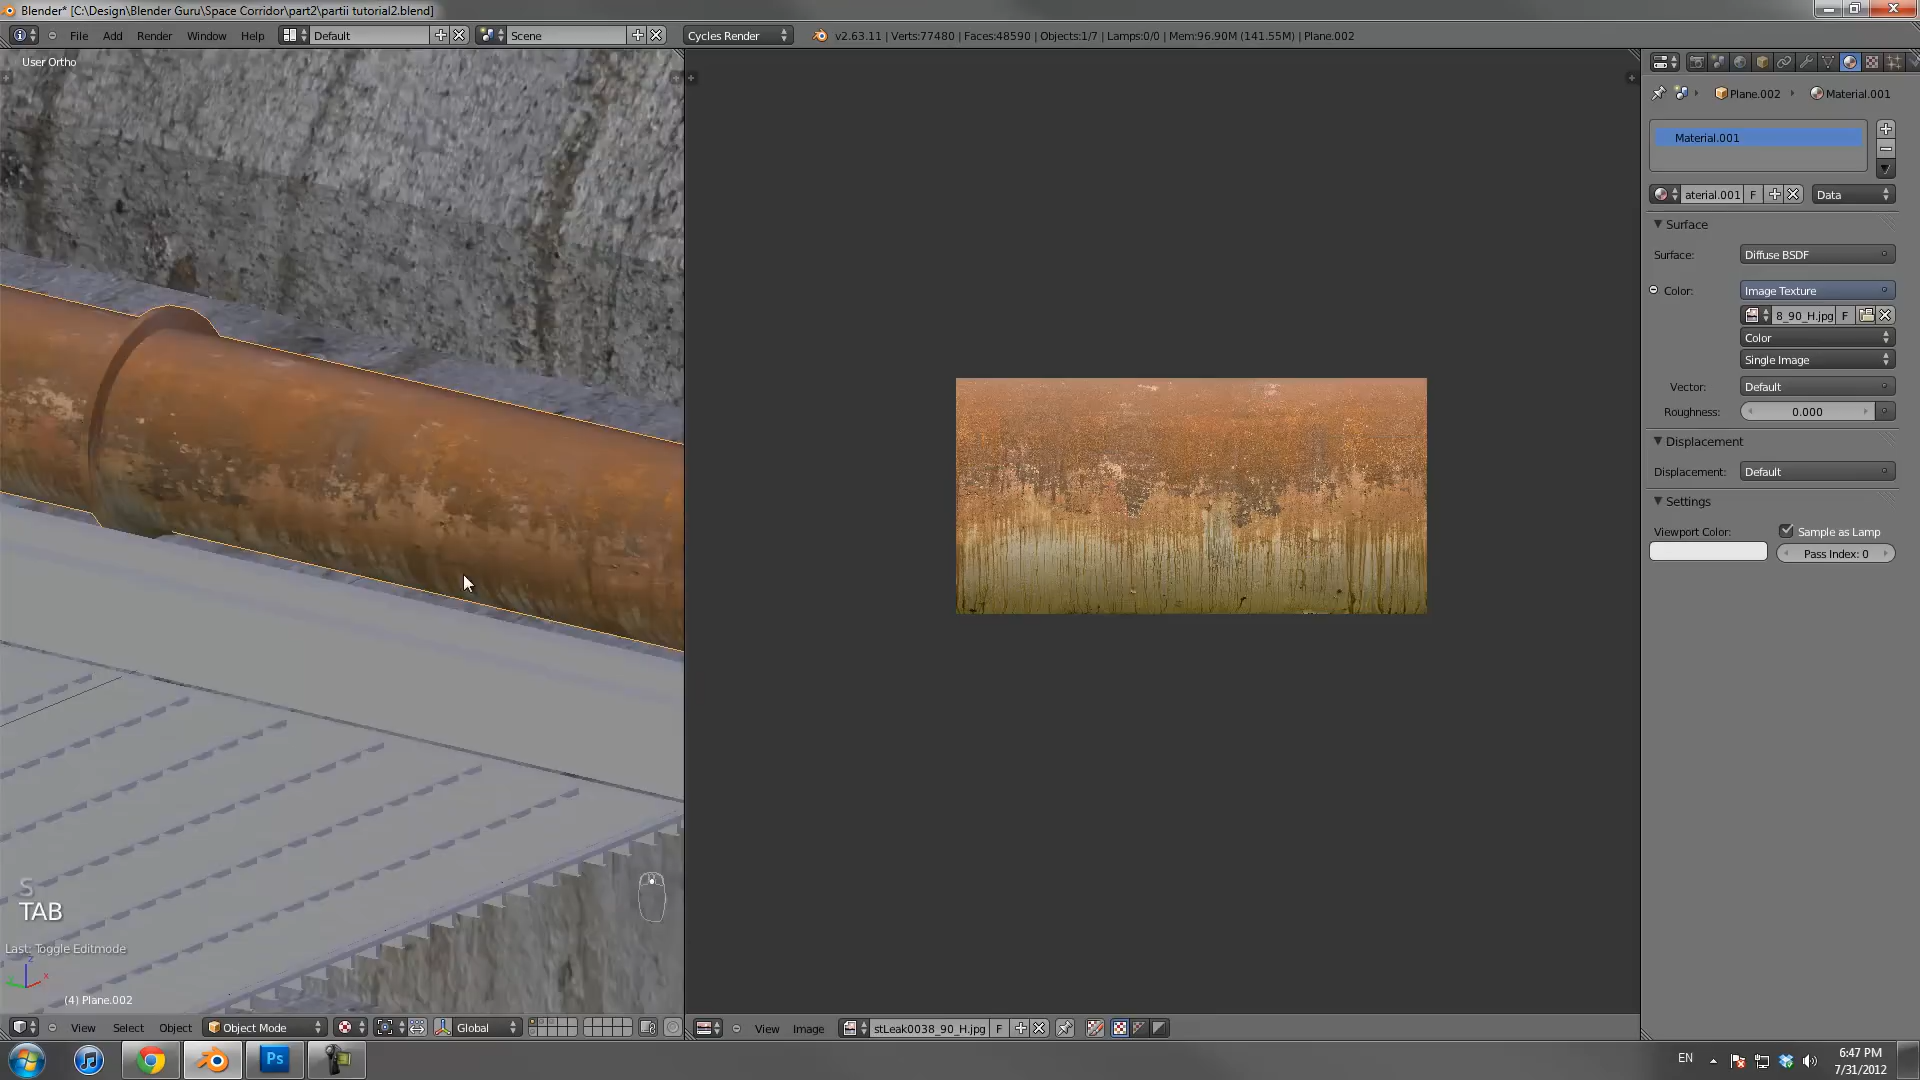 Blender* [C:\Design\Blender Guru\Space Corridor\part2\partii tutorial2.blend]
File Add Render Window Help Default Scene Cycles Render v2.63.11 | Verts:77480 | Faces:48590 | Objects:1/7 | Lamps:0/0 | Mem:96.90M (141.55M) | Plane.002
User Ortho
Plane.002 Material.001
Material.001
aterial.001 F Data
Surface
Surface: Diffuse BSDF
Color: Image Texture
8_90_H.jpg F
Color
Single Image
Vector: Default
Roughness: 0.000
Displacement
Displacement: Default
Settings
Viewport Color: Sample as Lamp
Pass Index: 0
S
TAB
Last: Toggle Editmode
z
x
(4) Plane.002
View Select Object Object Mode Global
View Image stLeak0038_90_H.jpg F
Ps
EN
6:47 PM
7/31/2012